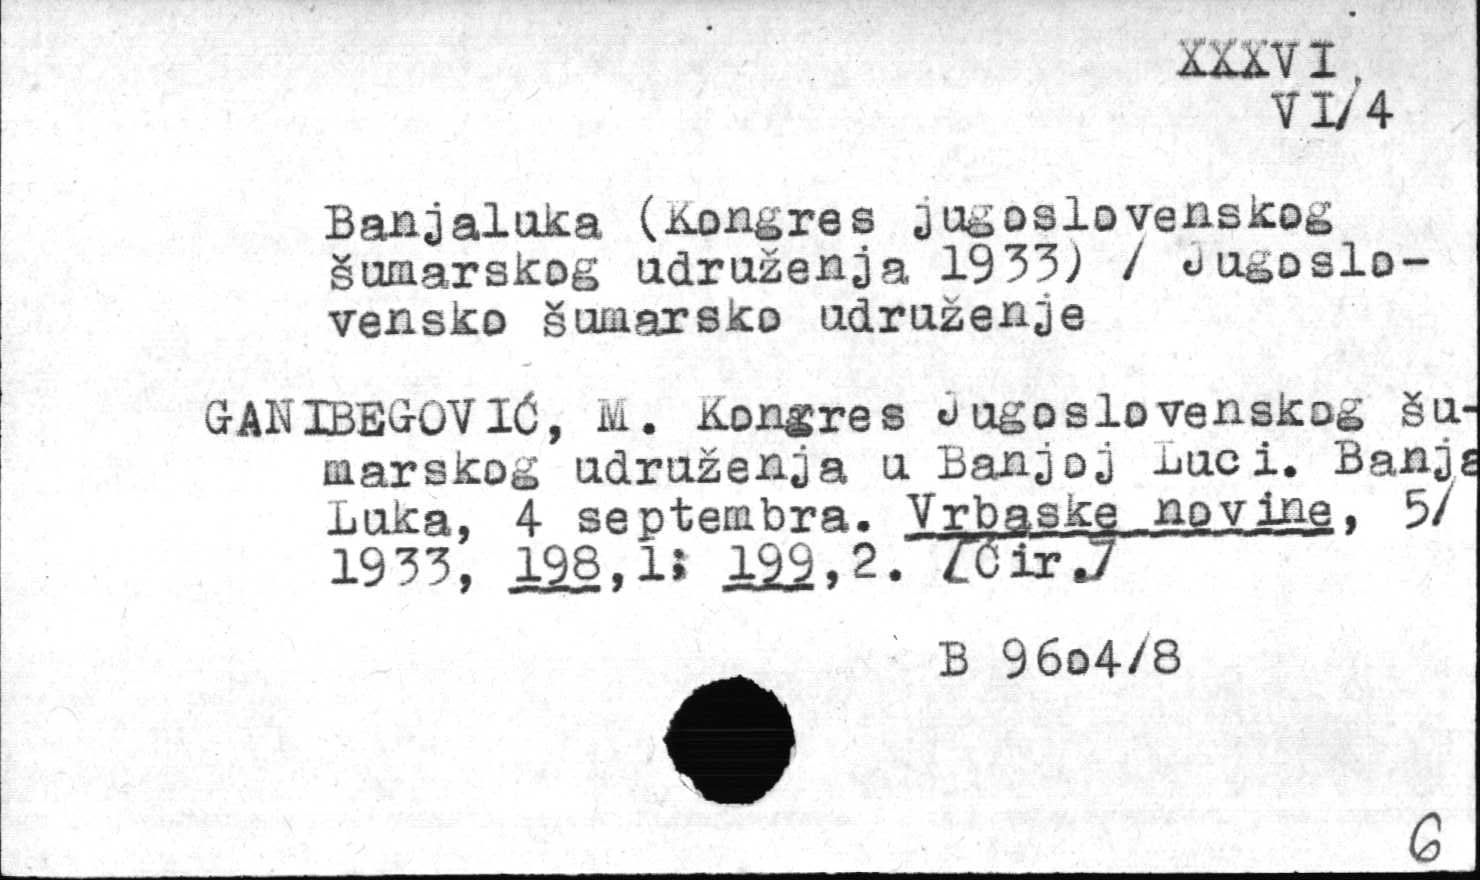 XXXVI,
VI/4
Banjaluka (Kongres jugoslovenskog
šumarskog udruženja 1933) / Jugoslo-
vensko šumarsko udruženje
GANIBEGOVIĆ, M. Kongres Jugoslovenskog šu-
marskog udruženja u Banjoj Luci. Banja
Luka, 4 septembra. Vrbaske novine, 5/
1933, 198,1; 199,2. [Ćir.]
B 9604/8
6